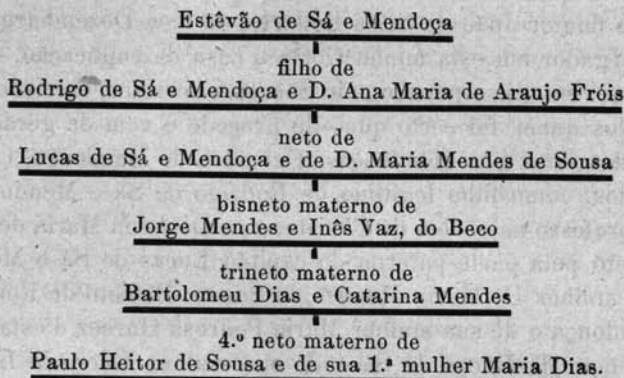 Estêvão de Sá e Mendoça
filho de
Rodrigo de Sá e Mendoça e D. Ana Maria de Araujo Fróis
neto de
Lucas de Sá e Mendoça e de D. Maria Mendes de Sousa
bisneto materno de
Jorge Mendes e Inês Vaz, do Beco
trineto materno de
Bartolomeu Dias e Catarina Mendes
4.º neto materno de
Paulo Heitor de Sousa e de sua 1.ª mulher Maria Dias.